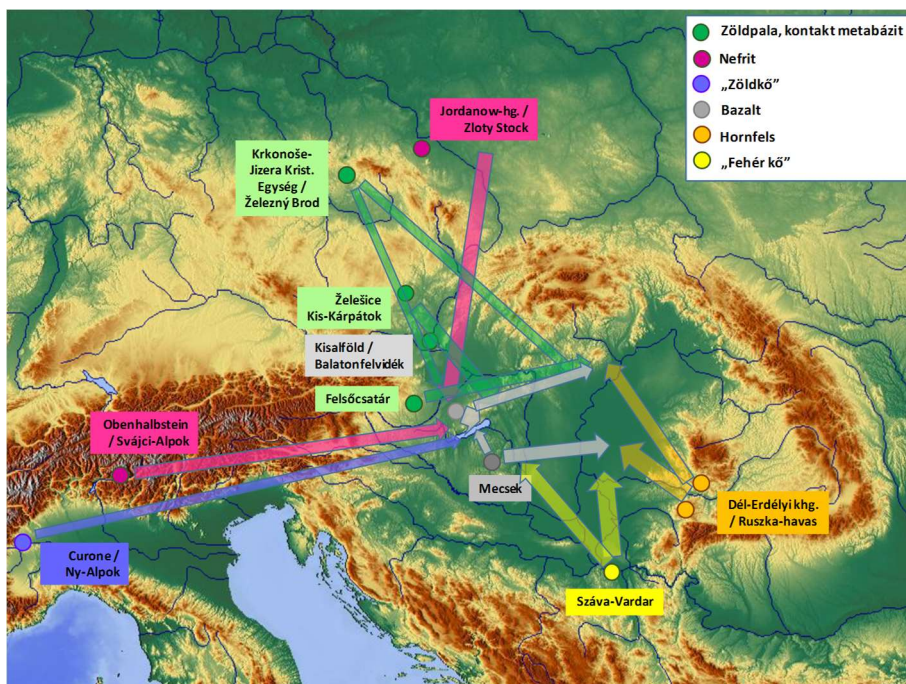 Zöldpala, kontakt metabázit
Nefrit
„Zöldkő”
Bazalt
Hornfels
„Fehér kő”
Jordanow-hg. /
Zloty Stock
Krkonoše-
Jizera Krist.
Egység /
Železný Brod
Želešice
Kis-Kárpátok
Kisalföld /
Balatonfelvidék
Felsőcsatár
Obenhalbstein
/ Svájci-Alpok
Mecsek
Dél-Erdélyi khg.
/ Ruszka-havas
Curone /
Ny-Alpok
Száva-Vardar